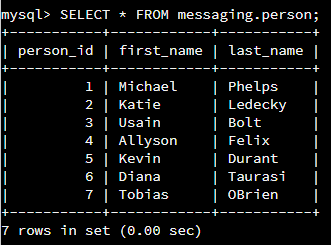 mysql> SELECT * FROM messaging.person;
+-----------+------------+-----------+
| person_id | first_name | last_name |
+-----------+------------+-----------+
|         1 | Michael    | Phelps    |
|         2 | Katie      | Ledecky   |
|         3 | Usain      | Bolt      |
|         4 | Allyson    | Felix     |
|         5 | Kevin      | Durant    |
|         6 | Diana      | Taurasi   |
|         7 | Tobias     | OBrien    |
+-----------+------------+-----------+
7 rows in set (0.00 sec)